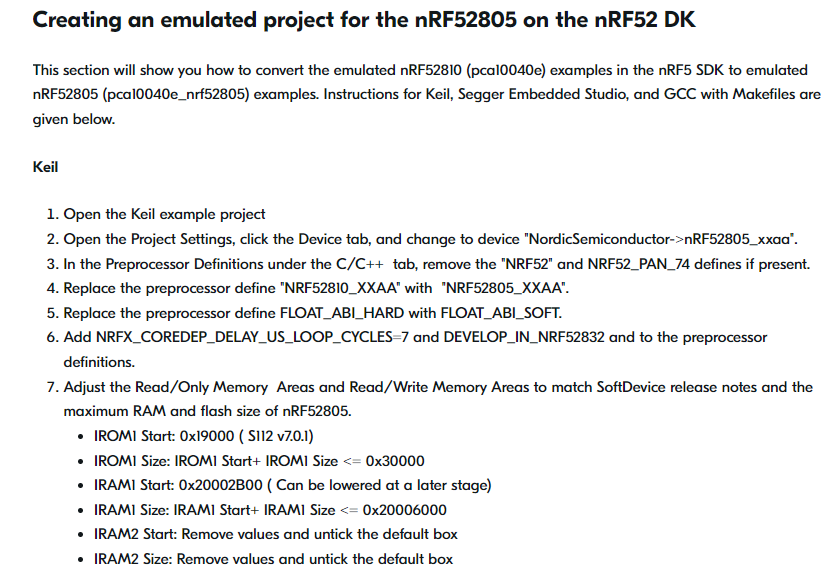 Creating an emulated project for the nRF52805 on the nRF52 DK
This section will show you how to convert the emulated nRF52810 (pca10040e) examples in the nRF5 SDK to emulated
nRF52805 (pca10040e_nrf52805) examples. Instructions for Keil, Segger Embedded Studio, and GCC with Makefiles are
given below.
Keil
1. Open the Keil example project
2. Open the Project Settings, click the Device tab, and change to device "NordicSemiconductor->nRF52805_xxaa".
3. In the Preprocessor Definitions under the C/C++ tab, remove the "NRF52" and NRF52_PAN_74 defines if present.
4. Replace the preprocessor define "NRF52810_XXAA" with "NRF52805_XXAA".
5. Replace the preprocessor define FLOAT_ABI_HARD with FLOAT_ABI_SOFT.
6. Add NRFX_COREDEP_DELAY_US_LOOP_CYCLES=7 and DEVELOP_IN_NRF52832 and to the preprocessor
definitions.
7. Adjust the Read/Only Memory Areas and Read/Write Memory Areas to match SoftDevice release notes and the
maximum RAM and flash size of nRF52805.
• IROM1 Start: 0x19000 ( S112 v7.0.1)
• IROM1 Size: IROM1 Start+ IROM1 Size <= 0x30000
• IRAM1 Start: 0x20002B00 ( Can be lowered at a later stage)
• IRAM1 Size: IRAM1 Start+ IRAM1 Size <= 0x20006000
• IRAM2 Start: Remove values and untick the default box
• IRAM2 Size: Remove values and untick the default box